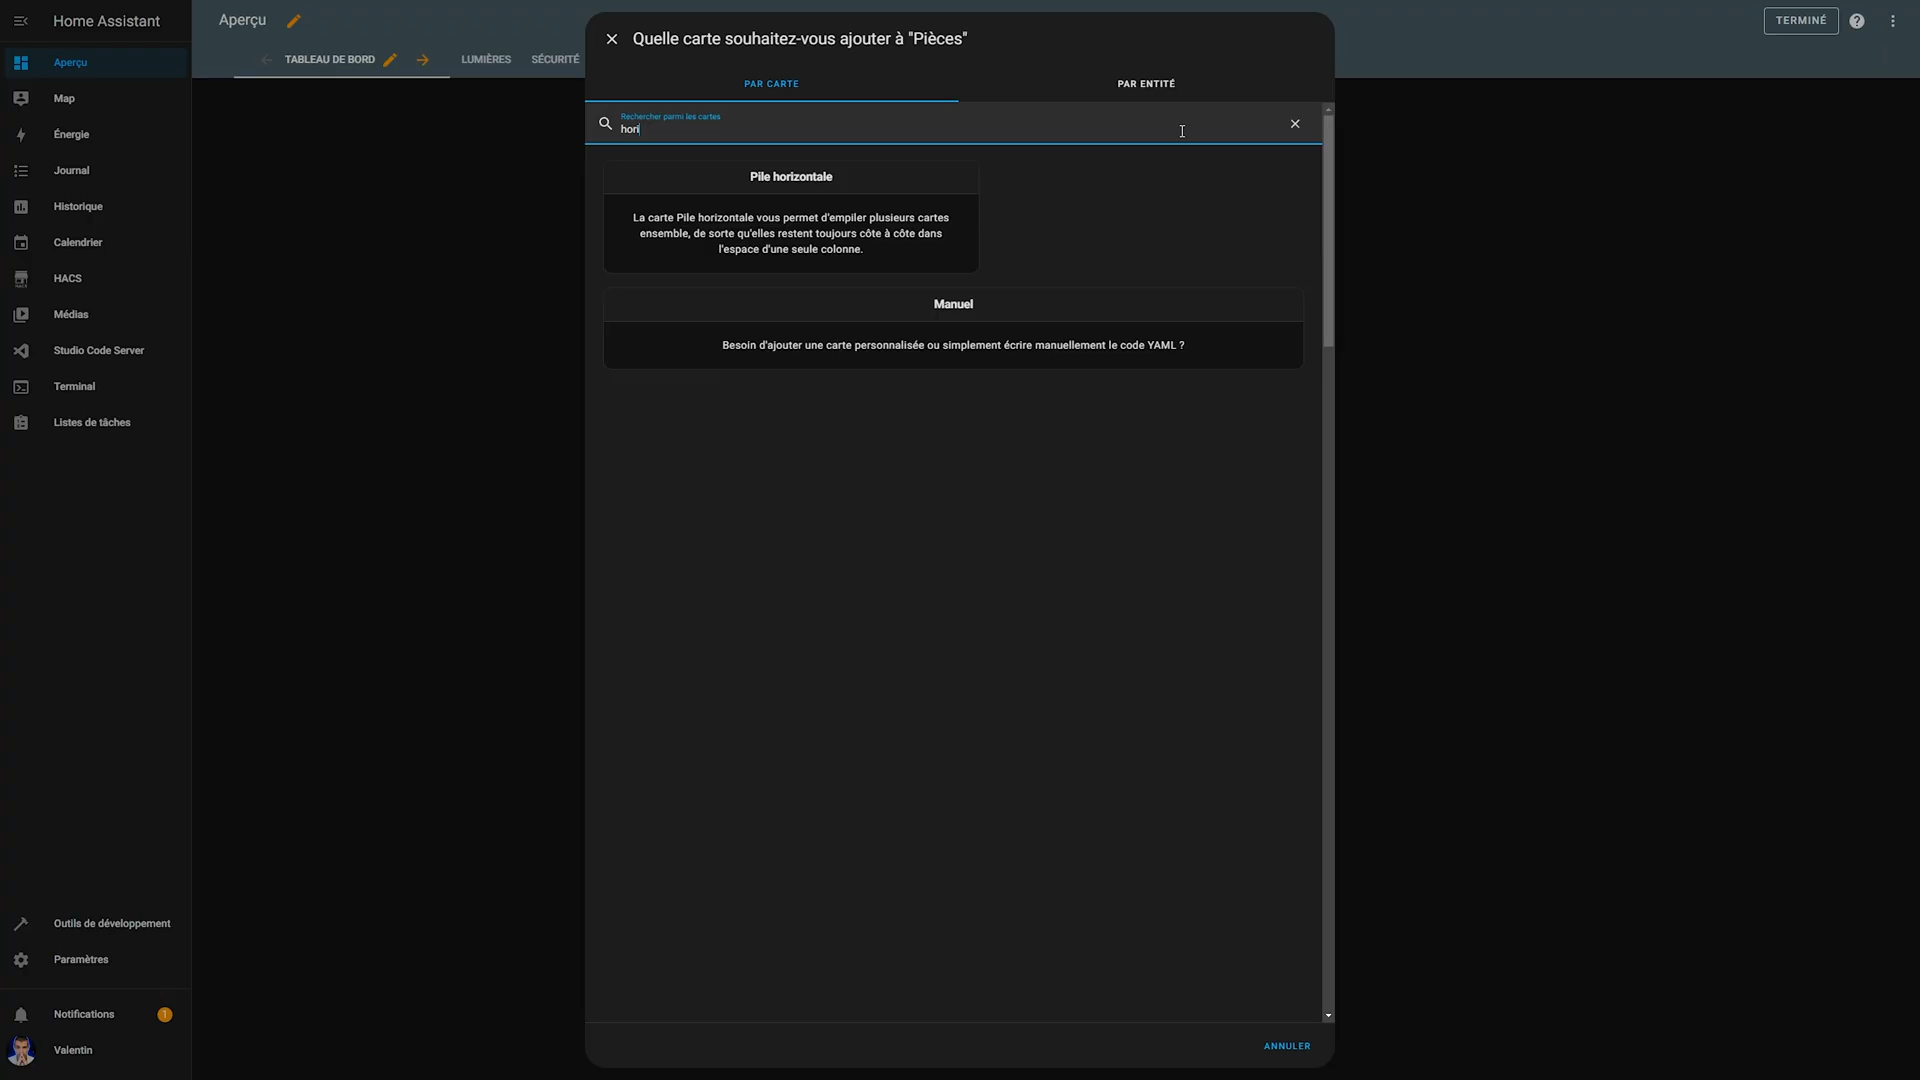 Home Assistant
Aperçu
Map
Énergie
Journal
Historique
Calendrier
HACS
Médias
Studio Code Server
Terminal
Listes de tâches
Outils de développement
Paramètres
Notifications
1
Valentin
Aperçu
TERMINÉ
TABLEAU DE BORD
LUMIÈRES
SÉCURITÉ
Quelle carte souhaitez-vous ajouter à "Pièces"
PAR CARTE
PAR ENTITÉ
Rechercher parmi les cartes
hori
Pile horizontale
La carte Pile horizontale vous permet d'empiler plusieurs cartes
ensemble, de sorte qu'elles restent toujours côte à côte dans
l'espace d'une seule colonne.
Manuel
Besoin d'ajouter une carte personnalisée ou simplement écrire manuellement le code YAML ?
ANNULER